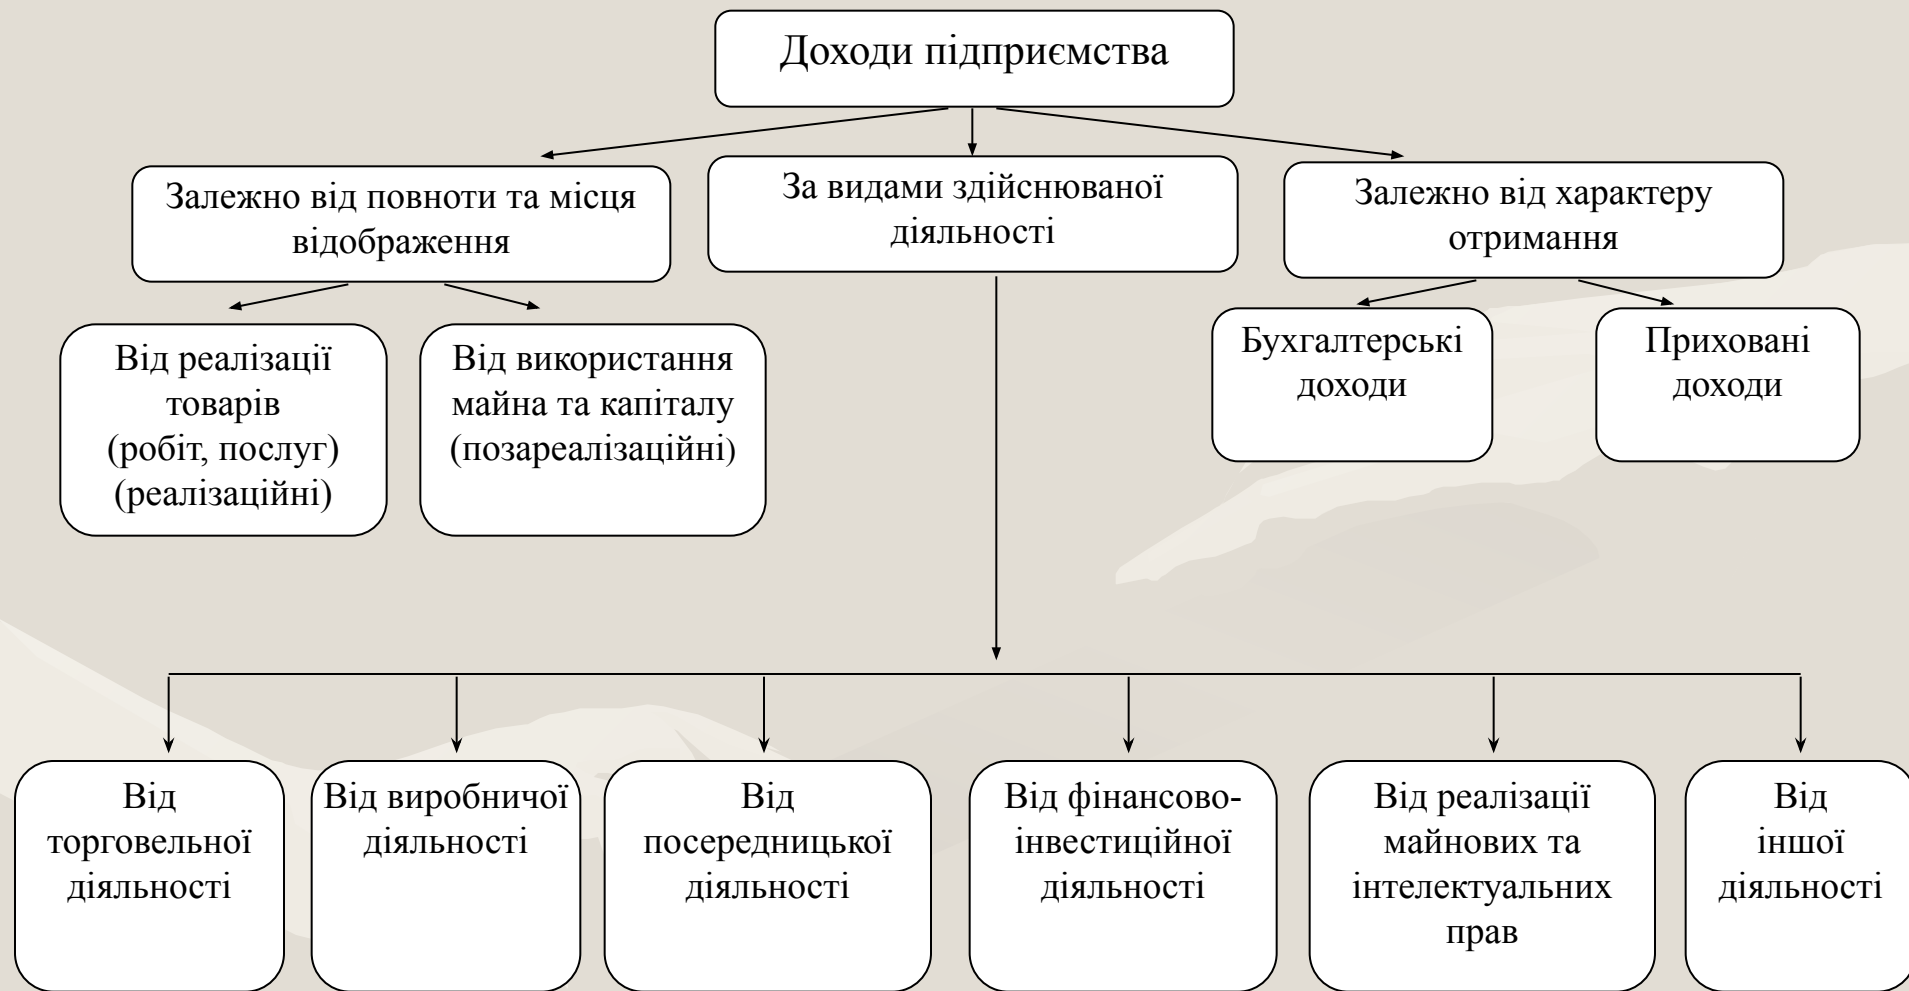 Доходи підприємства
Залежно від повноти та місця
відображення
За видами здійснюваної
діяльності
Залежно від характеру
отримання
Від реалізації
товарів
(робіт, послуг)
(реалізаційні)
Від використання
майна та капіталу
(позареалізаційні)
Бухгалтерські
доходи
Приховані
доходи
Від
торговельної
діяльності
Від виробничої
діяльності
Від
посередницької
діяльності
Від фінансово-
інвестиційної
діяльності
Від реалізації
майнових та
інтелектуальних
прав
Від
іншої
діяльності